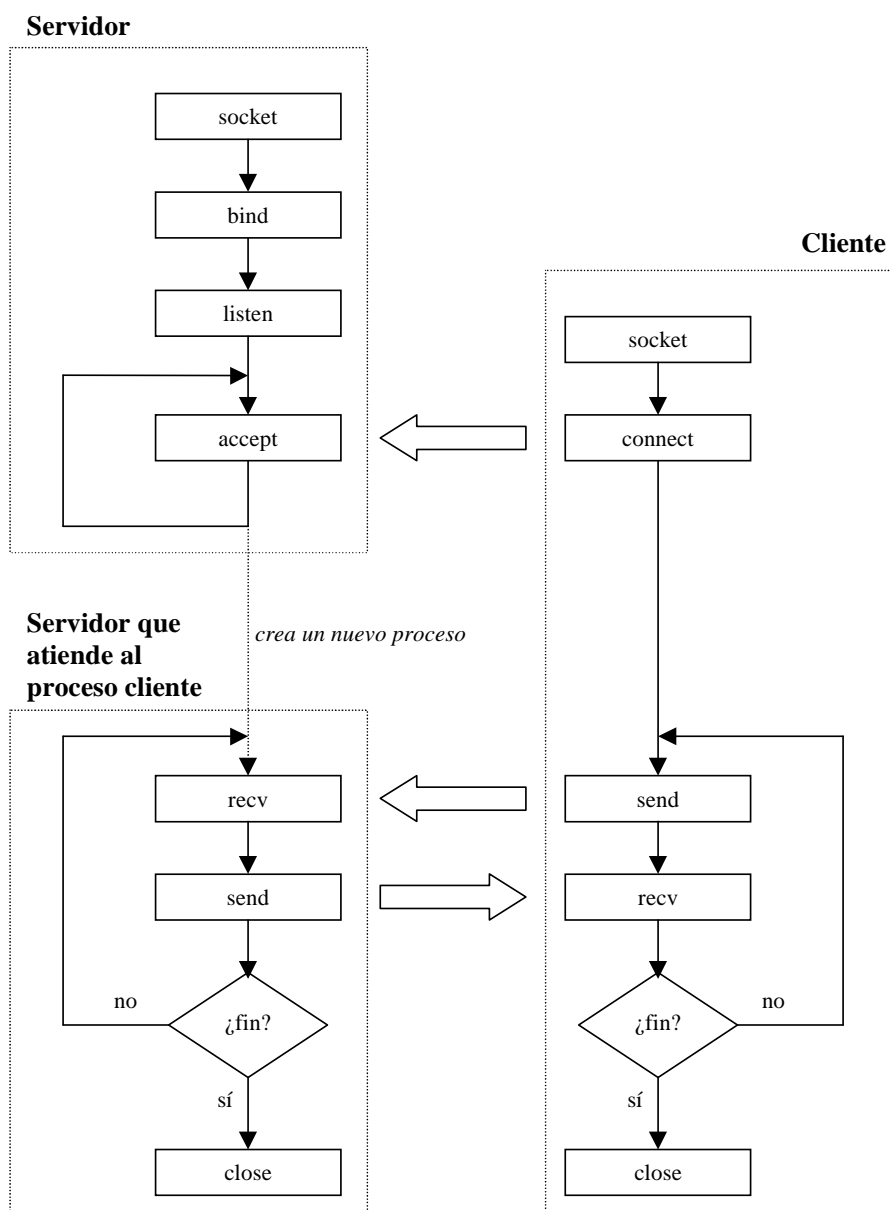 Servidor
socket
bind
listen
accept
Cliente
socket
connect
crea un nuevo proceso
Servidor que
atiende al
proceso cliente
recv
send
¿fin?
no
sí
close
send
recv
¿fin?
no
sí
close